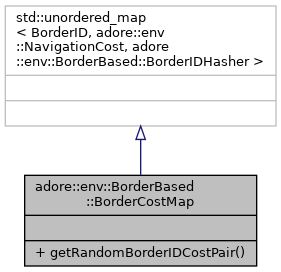 std::unordered_map
< BorderID, adore::env
::NavigationCost, adore
::env::BorderBased::BorderIDHasher >
adore::env::BorderBased
::BorderCostMap
+ getRandomBorderIDCostPair()